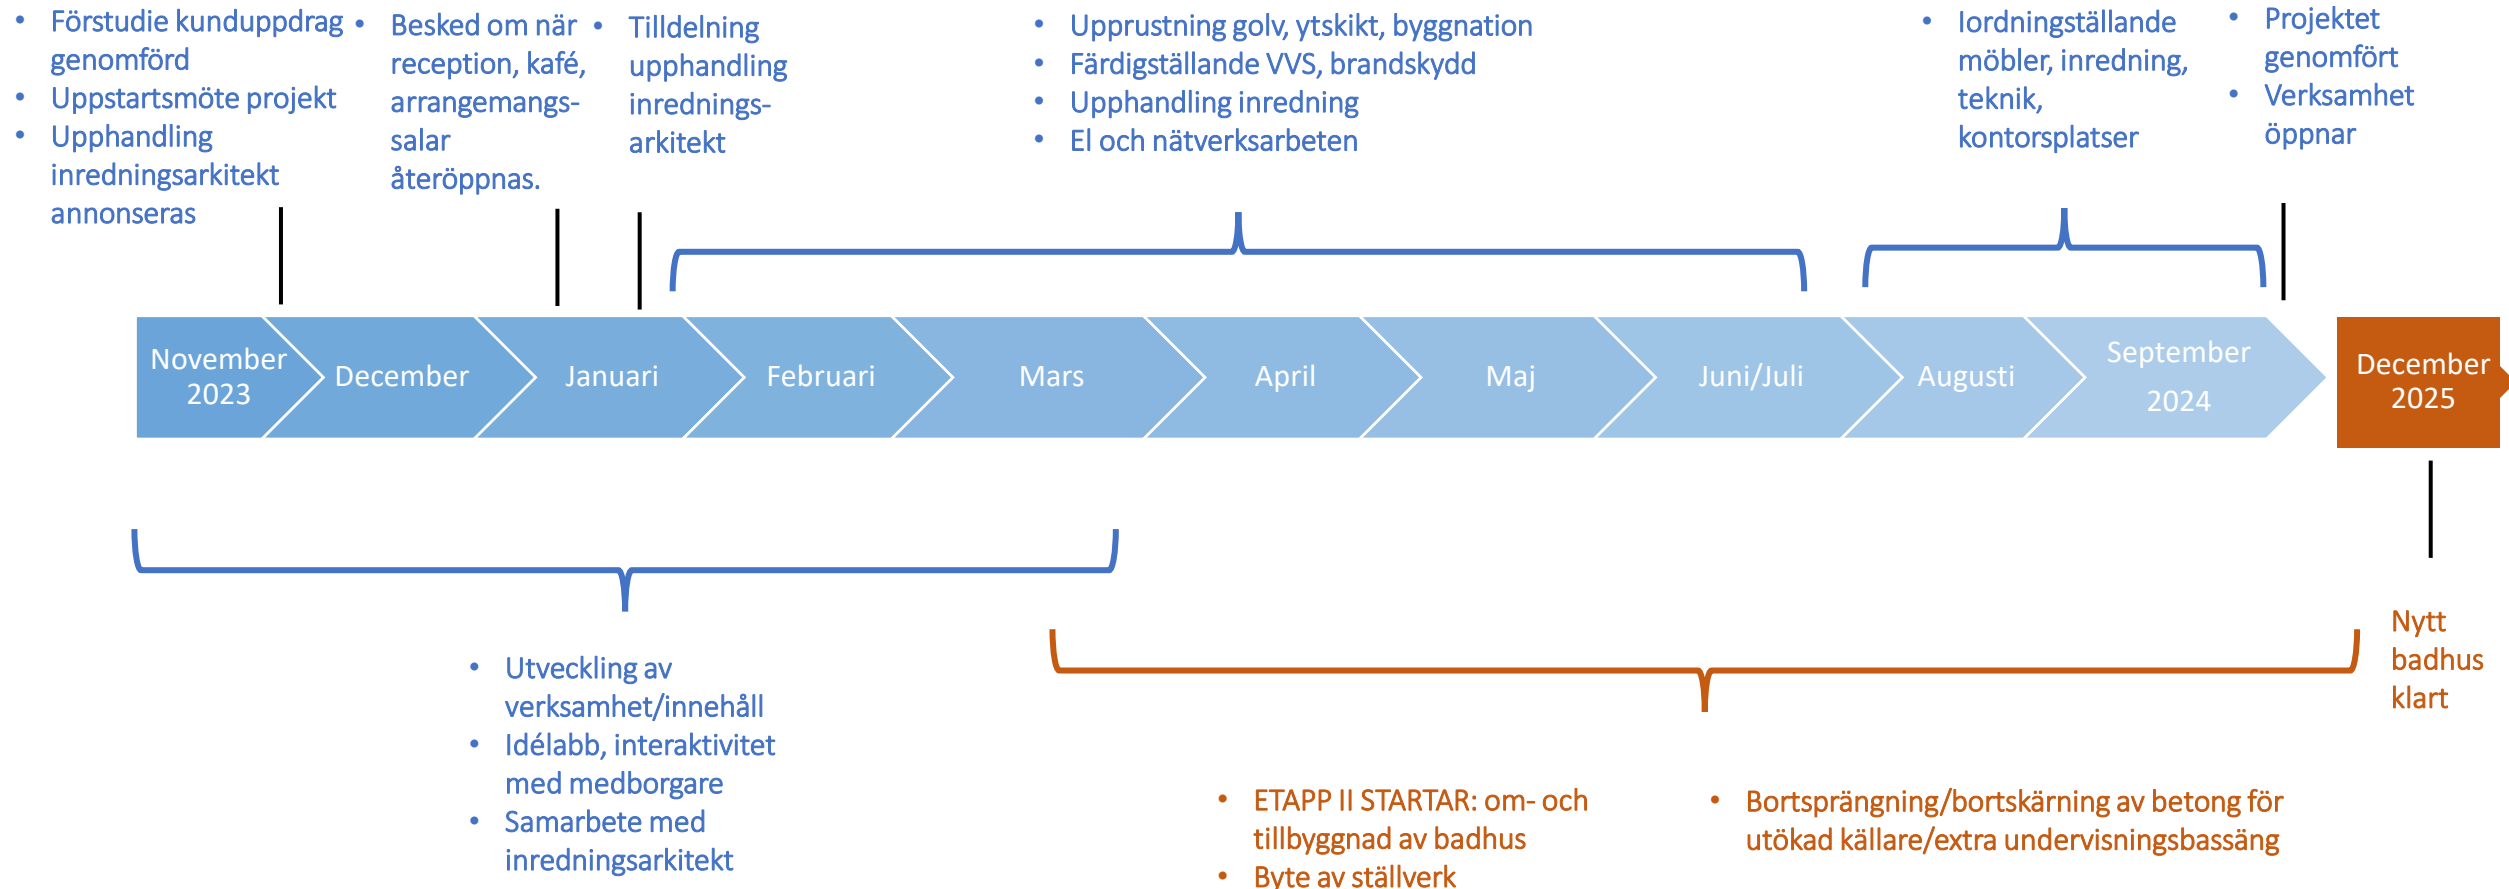 • Förstudie kunduppdrag
genomförd
• Uppstartsmöte projekt
• Upphandling
inredningsarkitekt
annonseras
• Besked om när
reception, kafé,
arrangemangs-
salar
återöppnas.
• Tilldelning
upphandling
inrednings-
arkitekt
• Upprustning golv, ytskikt, byggnation
• Färdigställande VVS, brandskydd
• Upphandling inredning
• El och nätverksarbeten
• Iordningställande
möbler, inredning,
teknik,
kontorsplatser
• Projektet
genomfört
• Verksamhet
öppnar
November
2023
December
Januari
Februari
Mars
April
Maj
Juni/Juli
Augusti
September
2024
December
2025
• Utveckling av
verksamhet/innehåll
• Idélabb, interaktivitet
med medborgare
• Samarbete med
inredningsarkitekt
• ETAPP II STARTAR: om- och
tillbyggnad av badhus
• Byte av ställverk
• Bortsprängning/bortskärning av betong för
utökad källare/extra undervisningsbassäng
Nytt
badhus
klart